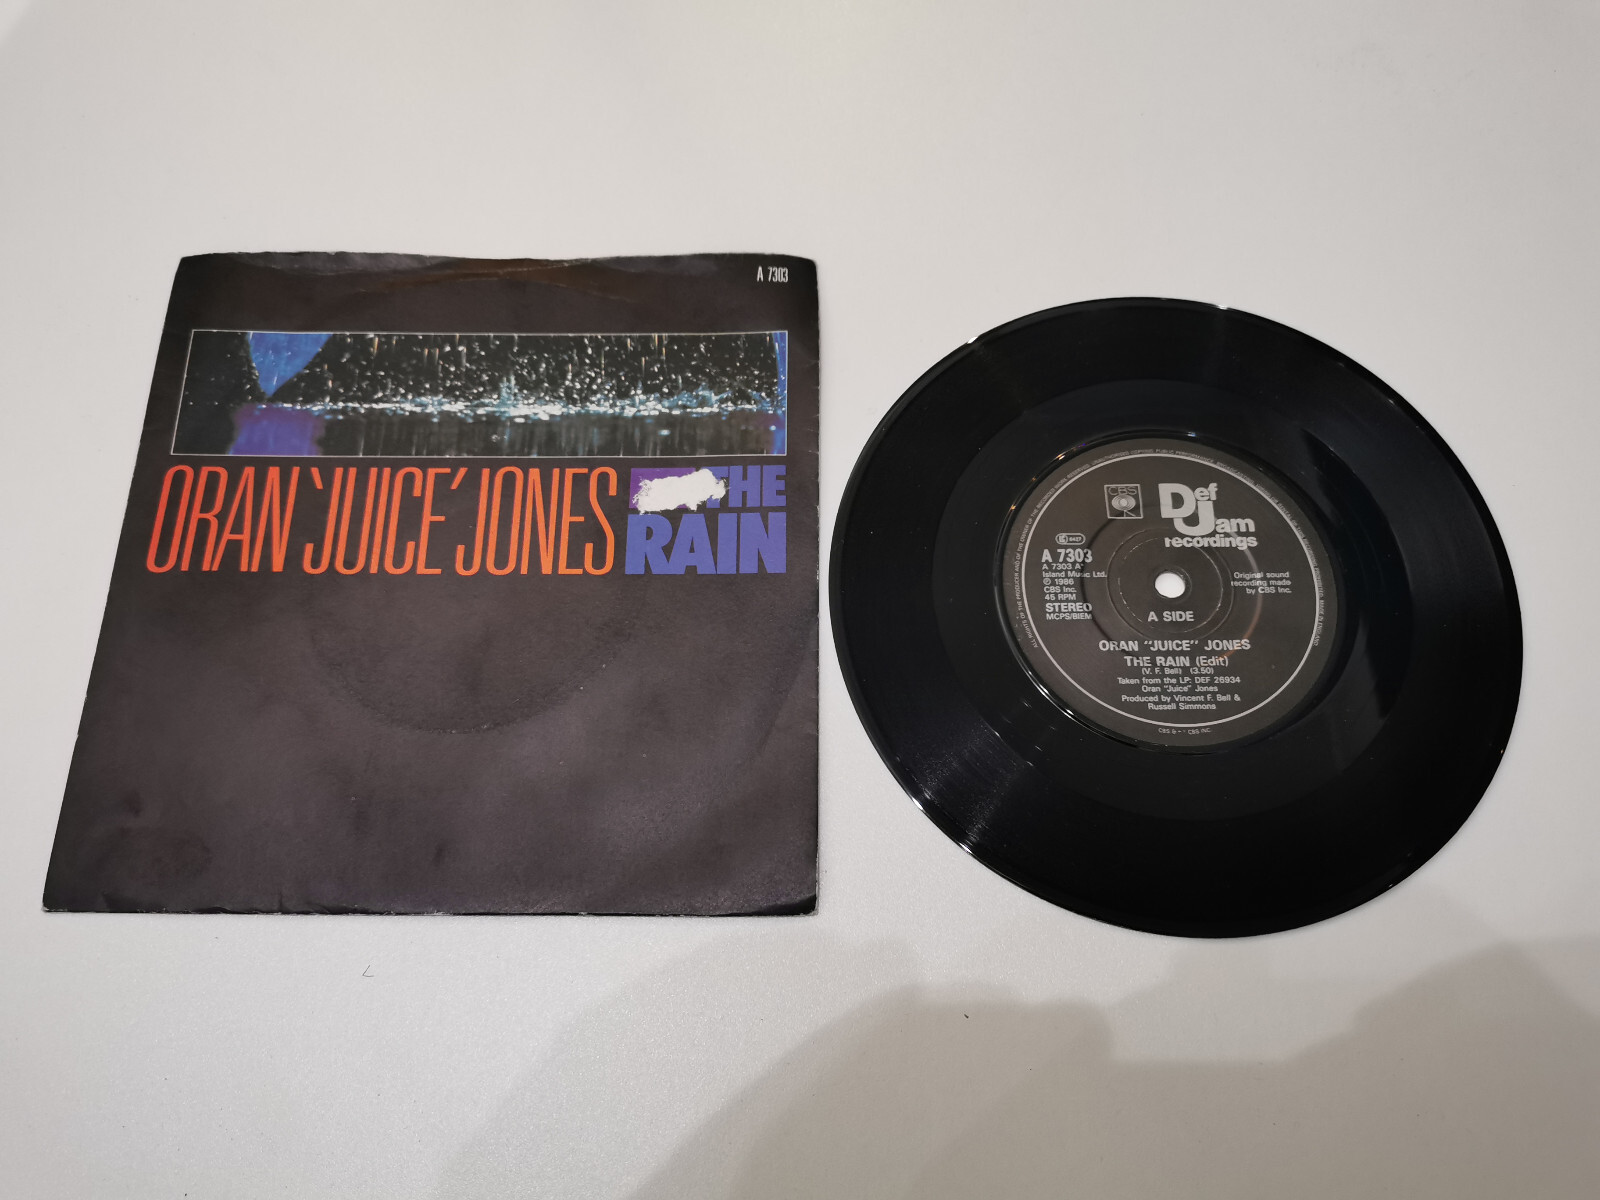 A 7303
ORAN 'JUICE' JONES
THE
RAIN
CBS
Def
Jam
recordings
A 7303
A 7303 A
Island Music Ltd.
℗ 1986
CBS Inc.
45 RPM
STEREO
MCPS/BIEM
Original sound
recording made
by CBS Inc.
A SIDE
ORAN "JUICE" JONES
THE RAIN (Edit)
(V. F. Bell) (3.50)
Taken from the LP: DEF 26934
Oran "Juice" Jones
Produced by Vincent F. Bell &
Russell Simmons